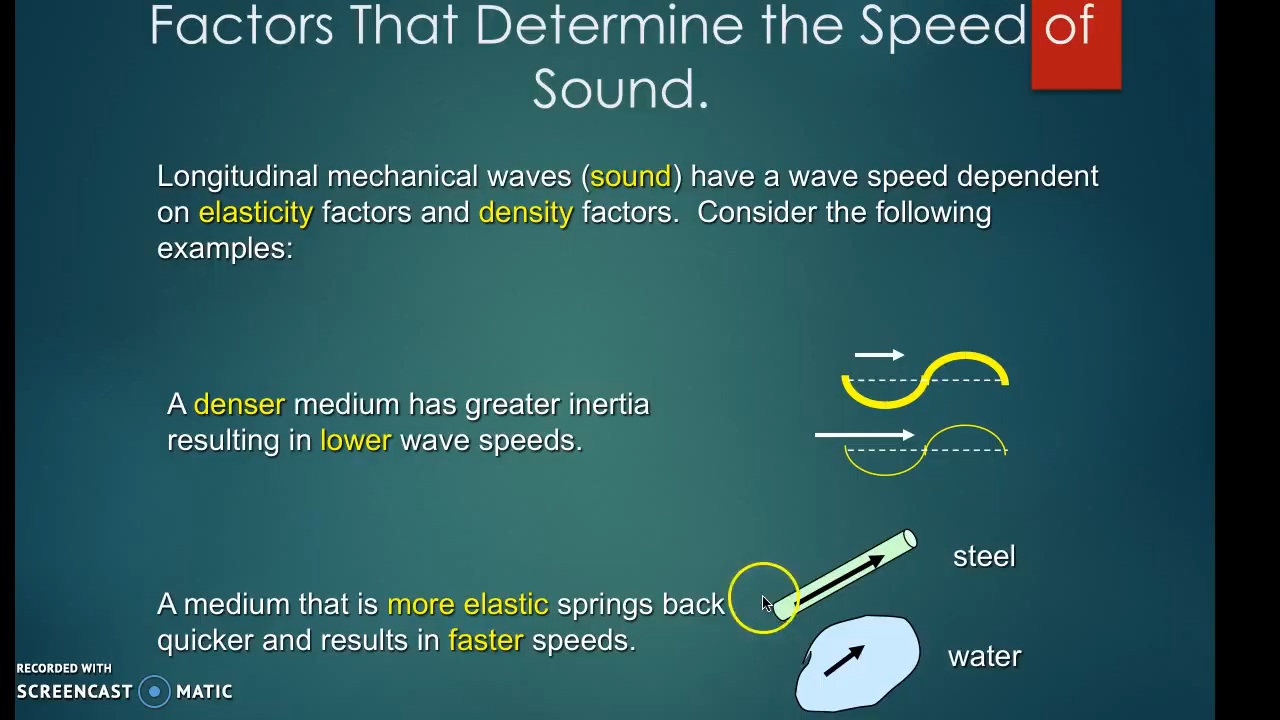 Factors That Determine the Speed of
Sound.
Longitudinal mechanical waves (sound) have a wave speed dependent
on elasticity factors and density factors.  Consider the following
examples:
A denser medium has greater inertia
resulting in lower wave speeds.
steel
A medium that is more elastic springs back
quicker and results in faster speeds.
water
RECORDED WITH
SCREENCAST MATIC